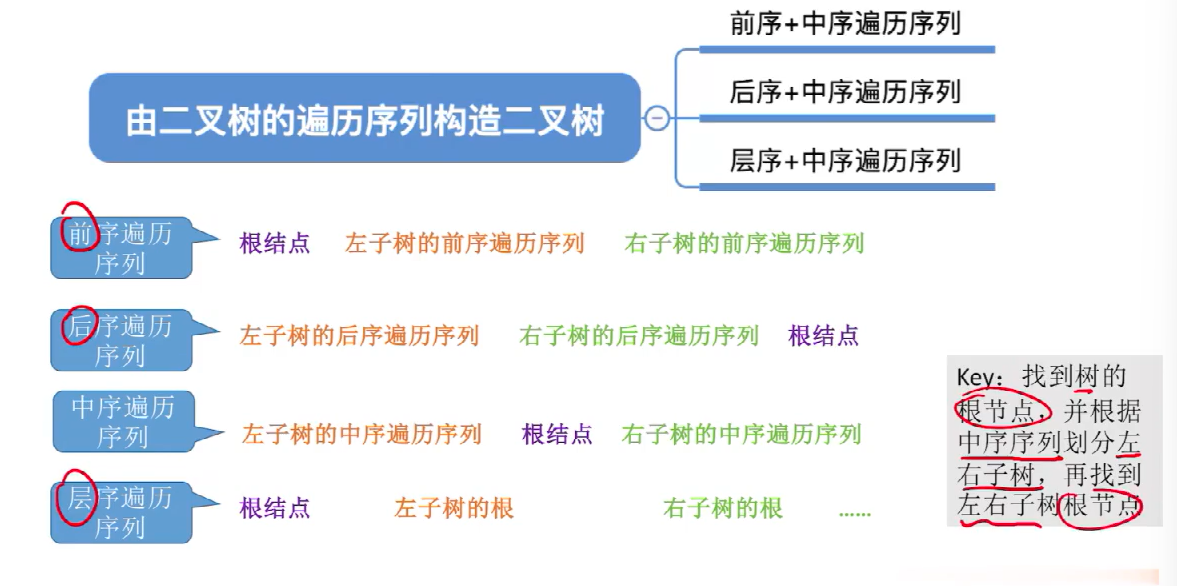 前序+中序遍历序列
由二叉树的遍历序列构造二叉树
后序+中序遍历序列
层序+中序遍历序列
前序遍历
序列
根结点 左子树的前序遍历序列 右子树的前序遍历序列
后序遍历
序列
左子树的后序遍历序列 右子树的后序遍历序列 根结点
中序遍历
序列
左子树的中序遍历序列 根结点 右子树的中序遍历序列
层序遍历
序列
根结点 左子树的根 右子树的根 ......
Key：找到树的
根节点，并根据
中序序列划分左
右子树，再找到
左右子树根节点